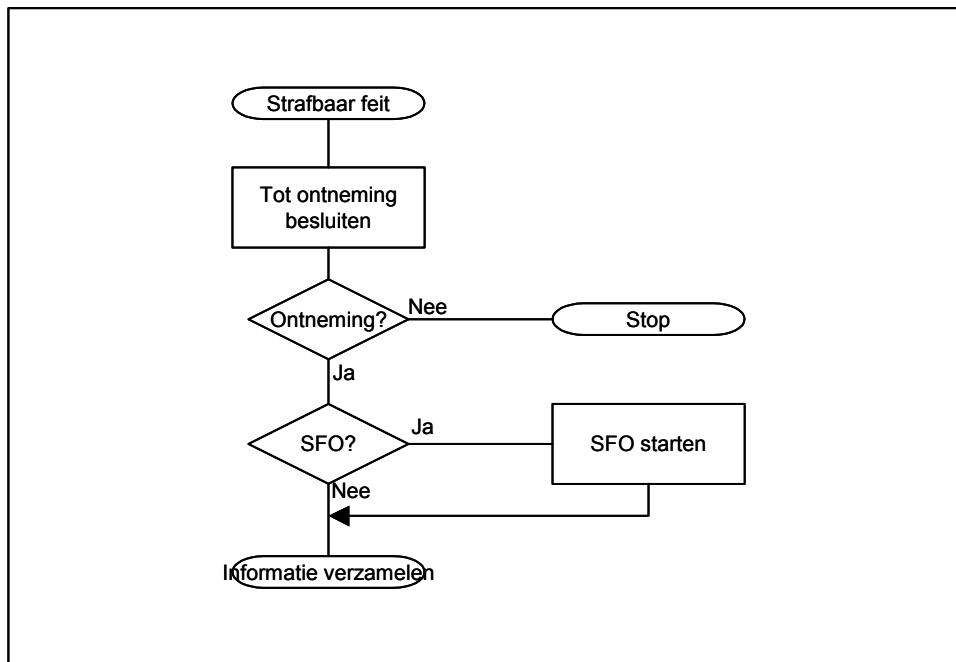 Strafbaar feit
Tot ontneming
besluiten
Ontneming?
Nee
Stop
Ja
SFO?
Ja
SFO starten
Nee
Informatie verzamelen